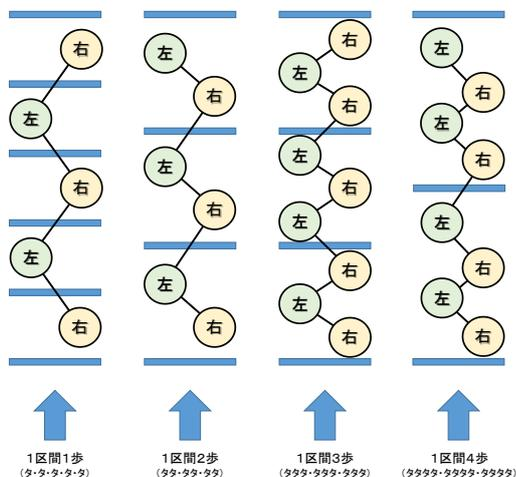 右
左
右
左
右
1区間1歩
(タ・タ・タ・タ・タ)
左
右
左
右
左
右
1区間2歩
(タタ・タタ・タタ)
右
左
右
左
右
左
右
左
右
1区間3歩
(タタタ・タタタ・タタタ)
左
右
左
右
左
右
左
右
1区間4歩
(タタタタ・タタタタ・タタタタ)